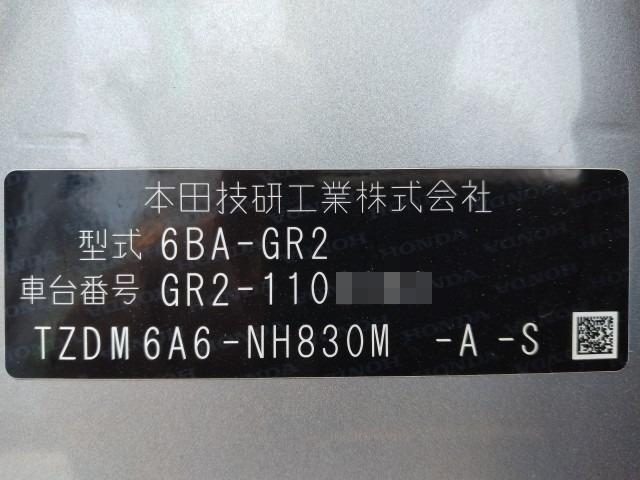 本田技研工業株式会社
型式 6BA-GR2
車台番号 GR2-110
TZDM6A6-NH830M -A-S